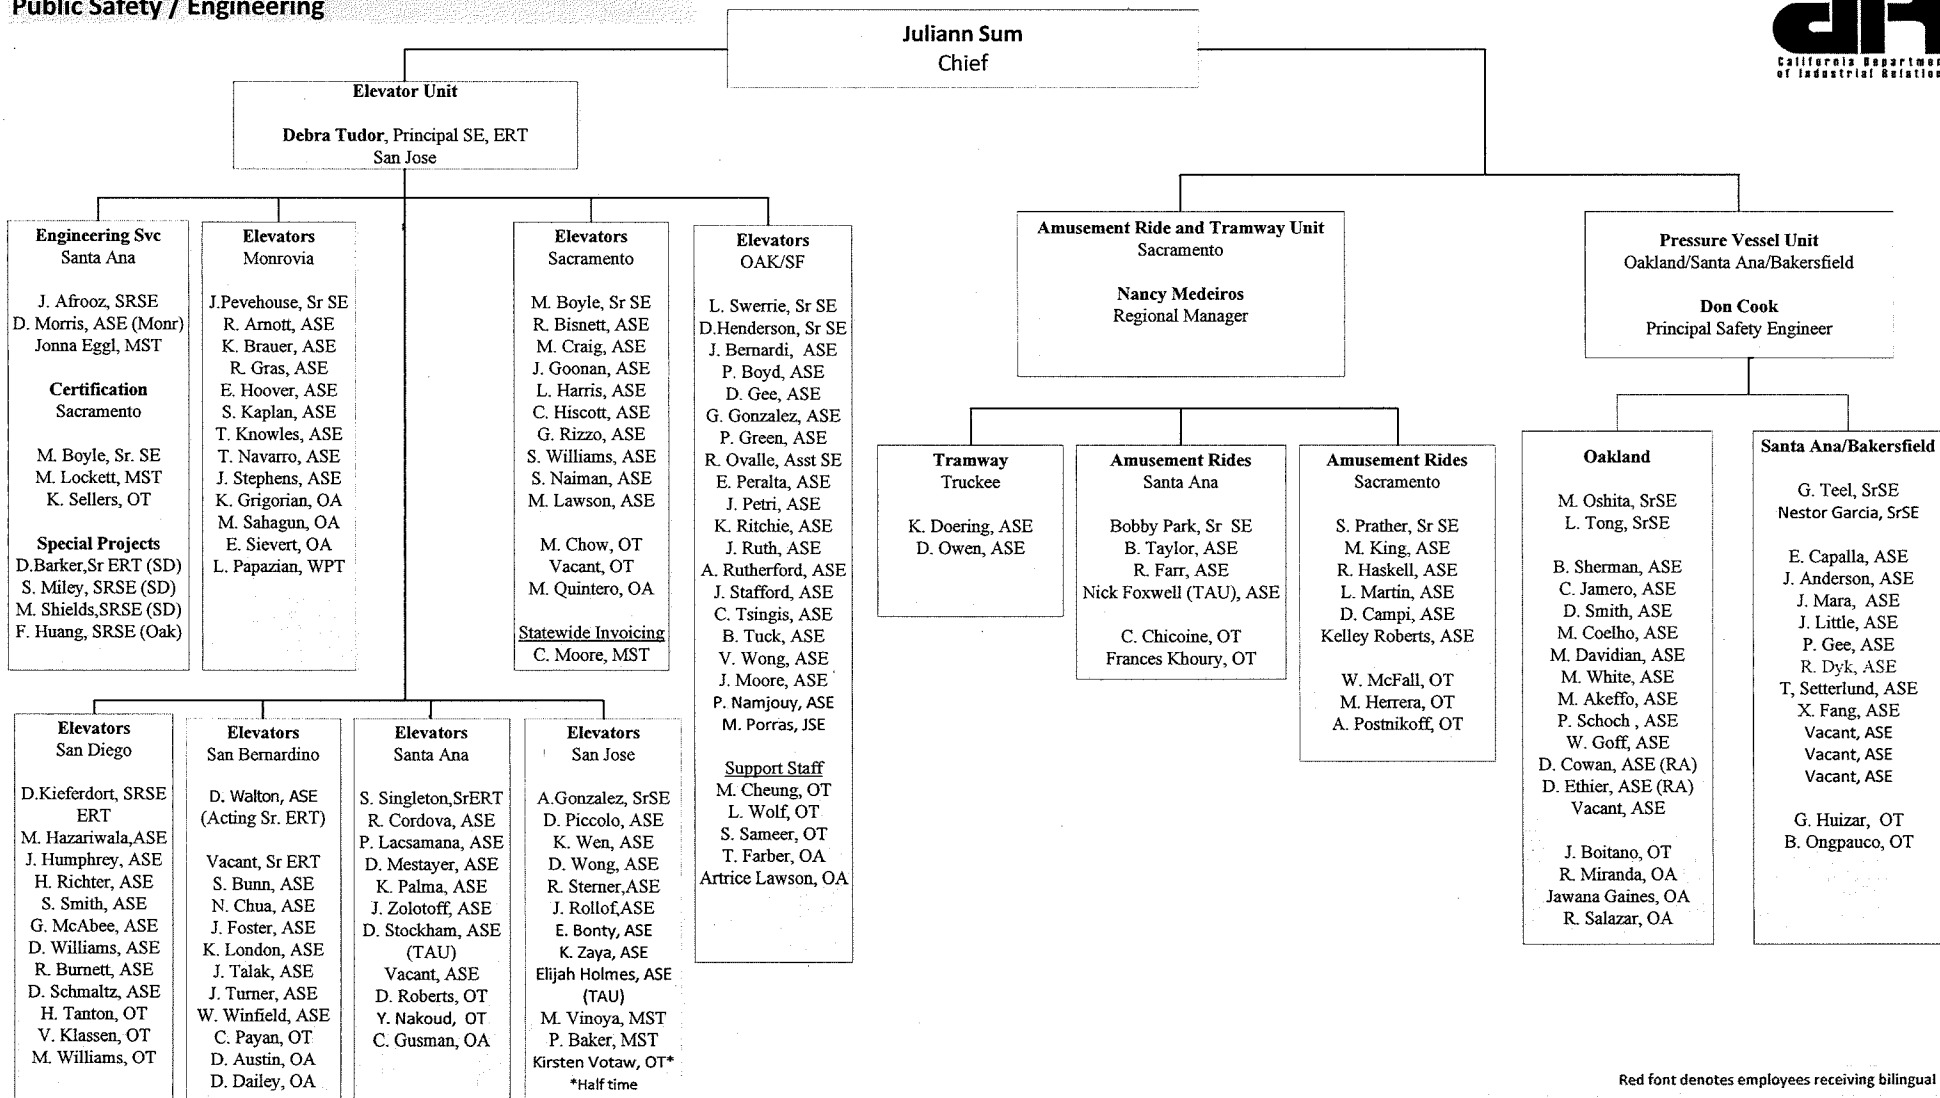 Public Safety / Engineering
Juliann Sum
Chief
dir
California Departmen
of Industrial Relation
Elevator Unit
Debra Tudor, Principal SE, ERT
San Jose
Engineering Svc
Santa Ana
J. Afrooz, SRSE
D. Morris, ASE (Monr)
Jonna Eggl, MST
Certification
Sacramento
M. Boyle, Sr. SE
M. Lockett, MST
K. Sellers, OT
Special Projects
D.Barker,Sr ERT (SD)
S. Miley, SRSE (SD)
M. Shields,SRSE (SD)
F. Huang, SRSE (Oak)
Elevators
Monrovia
J.Pevehouse, Sr SE
R. Arnott, ASE
K. Brauer, ASE
R. Gras, ASE
E. Hoover, ASE
S. Kaplan, ASE
T. Knowles, ASE
T. Navarro, ASE
J. Stephens, ASE
K. Grigorian, OA
M. Sahagun, OA
E. Sievert, OA
L. Papazian, WPT
Elevators
Sacramento
M. Boyle, Sr SE
R. Bisnett, ASE
M. Craig, ASE
J. Goonan, ASE
L. Harris, ASE
C. Hiscott, ASE
G. Rizzo, ASE
S. Williams, ASE
S. Naiman, ASE
M. Lawson, ASE
M. Chow, OT
Vacant, OT
M. Quintero, OA
Statewide Invoicing
C. Moore, MST
Elevators
OAK/SF
L. Swerrie, Sr SE
D.Henderson, Sr SE
J. Bernardi, ASE
P. Boyd, ASE
D. Gee, ASE
G. Gonzalez, ASE
P. Green, ASE
R. Ovalle, Asst SE
E. Peralta, ASE
J. Petri, ASE
K. Ritchie, ASE
J. Ruth, ASE
A. Rutherford, ASE
J. Stafford, ASE
C. Tsingis, ASE
B. Tuck, ASE
V. Wong, ASE
J. Moore, ASE
P. Namjouy, ASE
M. Porras, JSE
Support Staff
M. Cheung, OT
L. Wolf, OT
S. Sameer, OT
T. Farber, OA
Artrice Lawson, OA
Elevators
San Diego
D.Kieferdort, SRSE
ERT
M. Hazariwala,ASE
J. Humphrey, ASE
H. Richter, ASE
S. Smith, ASE
G. McAbee, ASE
D. Williams, ASE
R. Burnett, ASE
D. Schmaltz, ASE
H. Tanton, OT
V. Klassen, OT
M. Williams, OT
Elevators
San Bernardino
D. Walton, ASE
(Acting Sr. ERT)
Vacant, Sr ERT
S. Bunn, ASE
N. Chua, ASE
J. Foster, ASE
K. London, ASE
J. Talak, ASE
J. Turner, ASE
W. Winfield, ASE
C. Payan, OT
D. Austin, OA
D. Dailey, OA
Elevators
Santa Ana
S. Singleton,SrERT
R. Cordova, ASE
P. Lacsamana, ASE
D. Mestayer, ASE
K. Palma, ASE
J. Zolotoff, ASE
D. Stockham, ASE
(TAU)
Vacant, ASE
D. Roberts, OT
Y. Nakoud, OT
C. Gusman, OA
Elevators
San Jose
A.Gonzalez, SrSE
D. Piccolo, ASE
K. Wen, ASE
D. Wong, ASE
R. Sterner,ASE
J. Rollof,ASE
E. Bonty, ASE
K. Zaya, ASE
Elijah Holmes, ASE
(TAU)
M. Vinoya, MST
P. Baker, MST
Kirsten Votaw, OT*
*Half time
Amusement Ride and Tramway Unit
Sacramento
Nancy Medeiros
Regional Manager
Tramway
Truckee
K. Doering, ASE
D. Owen, ASE
Amusement Rides
Santa Ana
Bobby Park, Sr SE
B. Taylor, ASE
R. Farr, ASE
Nick Foxwell (TAU), ASE
C. Chicoine, OT
Frances Khoury, OT
Amusement Rides
Sacramento
S. Prather, Sr SE
M. King, ASE
R. Haskell, ASE
L. Martin, ASE
D. Campi, ASE
Kelley Roberts, ASE
W. McFall, OT
M. Herrera, OT
A. Postnikoff, OT
Pressure Vessel Unit
Oakland/Santa Ana/Bakersfield
Don Cook
Principal Safety Engineer
Oakland
M. Oshita, SrSE
L. Tong, SrSE
B. Sherman, ASE
C. Jamero, ASE
D. Smith, ASE
M. Coelho, ASE
M. Davidian, ASE
M. White, ASE
M. Akeffo, ASE
P. Schoch , ASE
W. Goff, ASE
D. Cowan, ASE (RA)
D. Ethier, ASE (RA)
Vacant, ASE
J. Boitano, OT
R. Miranda, OA
Jawana Gaines, OA
R. Salazar, OA
Santa Ana/Bakersfield
G. Teel, SrSE
Nestor Garcia, SrSE
E. Capalla, ASE
J. Anderson, ASE
J. Mara, ASE
J. Little, ASE
P. Gee, ASE
R. Dyk, ASE
T, Setterlund, ASE
X. Fang, ASE
Vacant, ASE
Vacant, ASE
Vacant, ASE
G. Huizar, OT
B. Ongpauco, OT
Red font denotes employees receiving bilingual